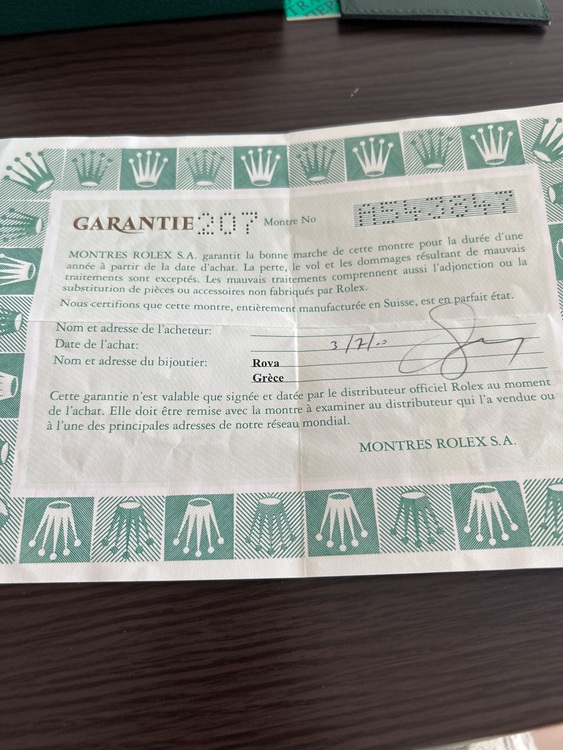 GARANTIE 207 Montre No A543647
MONTRES ROLEX S.A. garantit la bonne marche de cette montre pour la durée d'une
année à partir de la date d'achat. La perte, le vol et les dommages résultant de mauvais
traitements sont exceptés. Les mauvais traitements comprennent aussi l'adjonction ou la
substitution de pièces ou accessoires non fabriqués par Rolex.
Nous certifions que cette montre, entièrement manufacturée en Suisse, est en parfait état.
Nom et adresse de l'acheteur:
Date de l'achat: 3/7/00
Nom et adresse du bijoutier: Rova
Grèce
Cette garantie n'est valable que signée et datée par le distributeur officiel Rolex au moment
de l'achat. Elle doit être remise avec la montre à examiner au distributeur qui l'a vendue ou
à l'une des principales adresses de notre réseau mondial.
MONTRES ROLEX S.A.